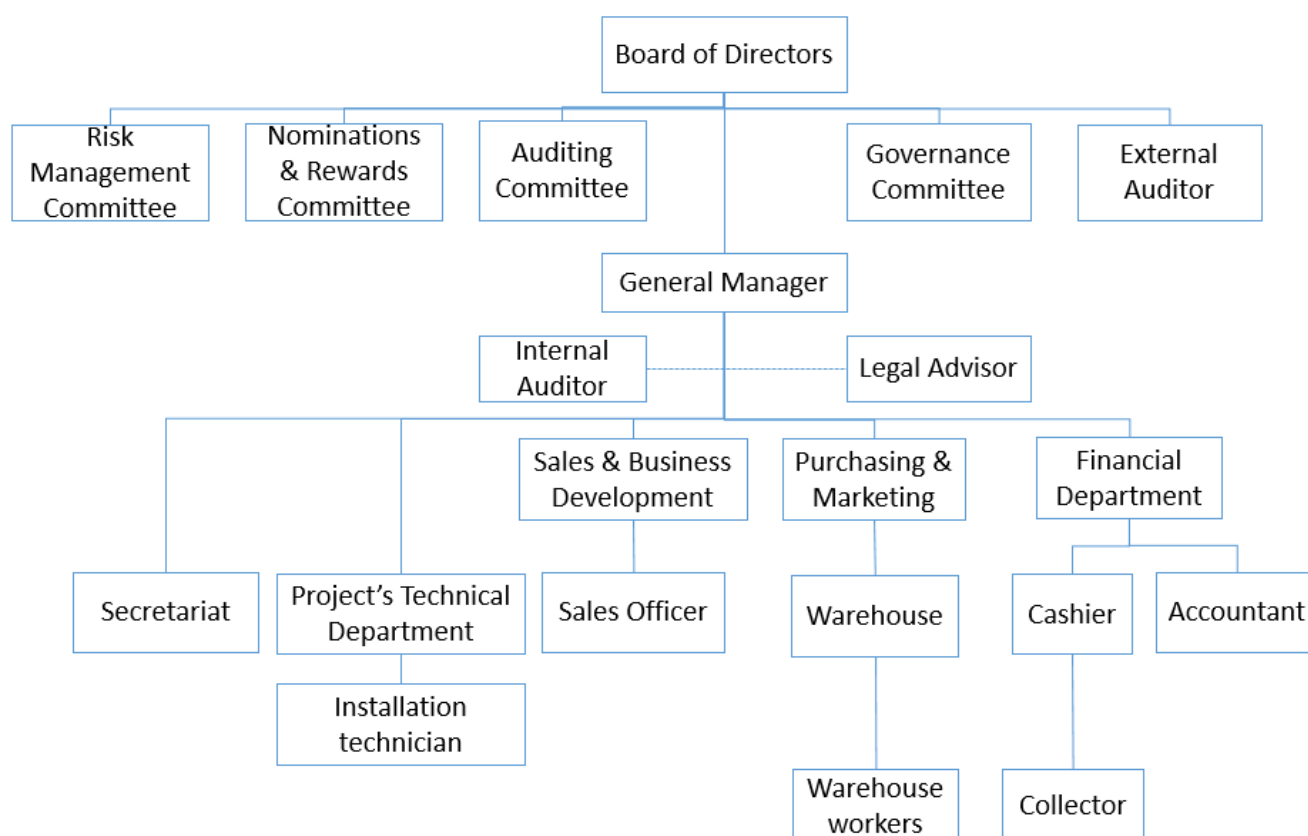 Board of Directors
Risk
Management
Committee
Nominations
& Rewards
Committee
Auditing
Committee
Governance
Committee
External
Auditor
General Manager
Internal
Auditor
Legal Advisor
Sales & Business
Development
Purchasing &
Marketing
Financial
Department
Secretariat
Project’s Technical
Department
Sales Officer
Warehouse
Cashier
Accountant
Installation
technician
Warehouse
workers
Collector